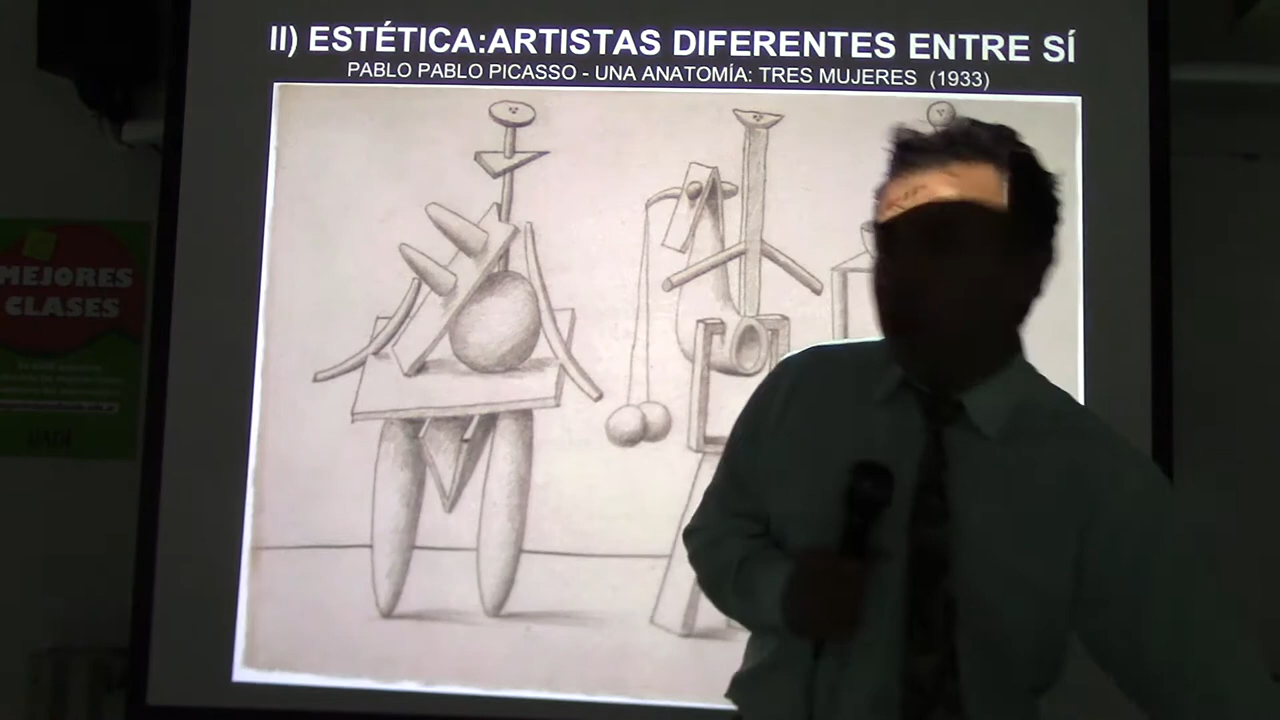 II) ESTÉTICA:ARTISTAS DIFERENTES ENTRE SÍ
PABLO PABLO PICASSO - UNA ANATOMÍA: TRES MUJERES (1933)
MEJORES
CLASES